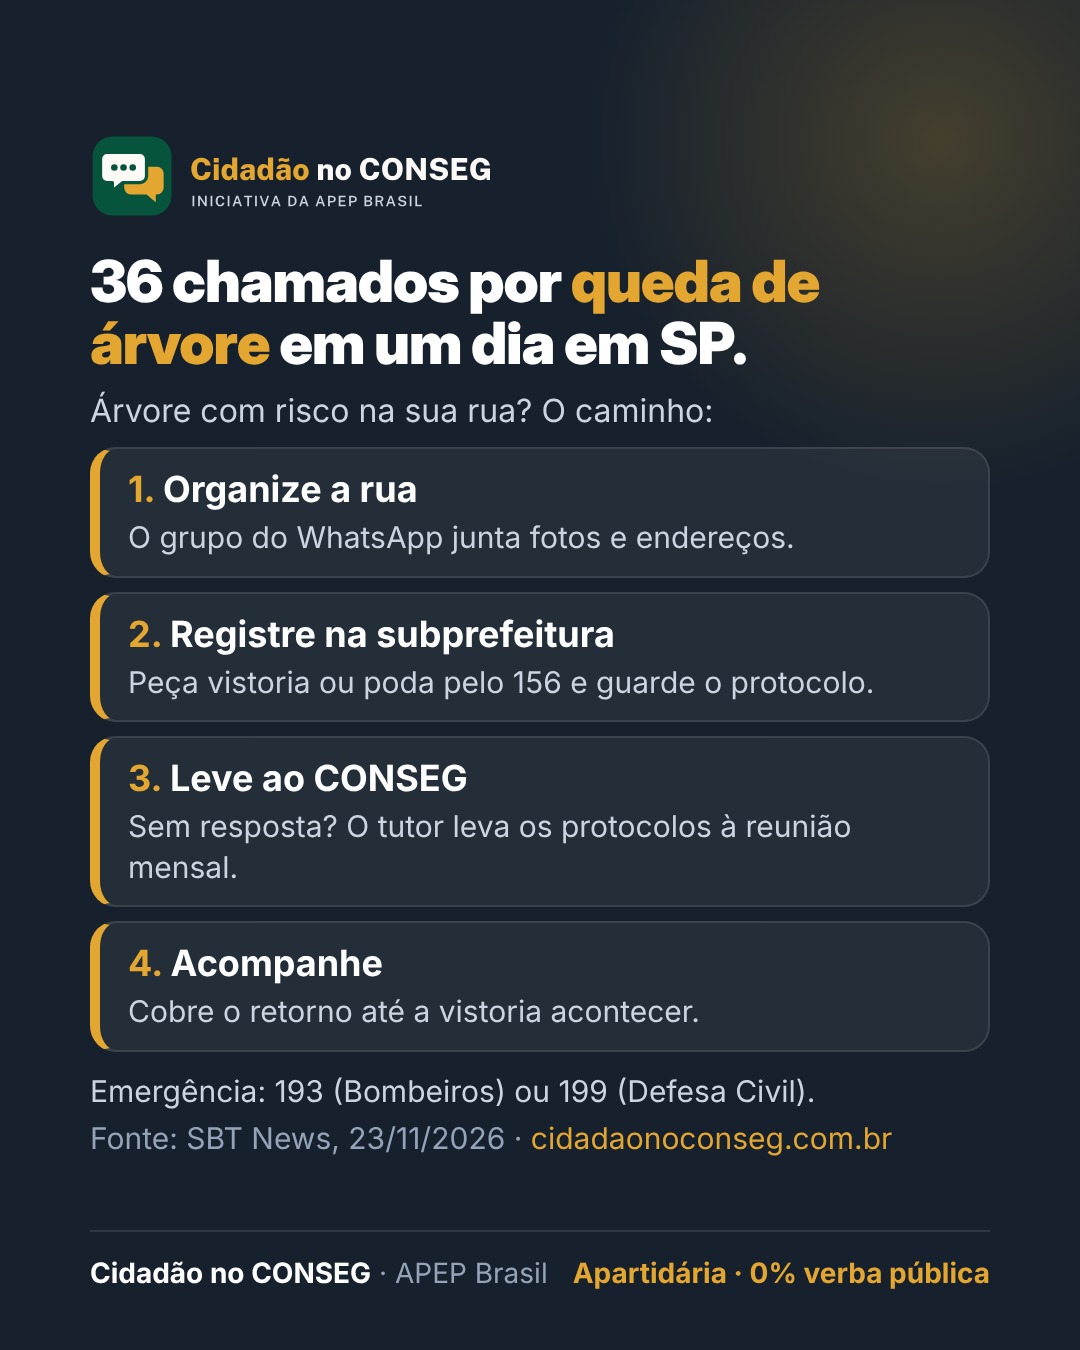 Cidadão no CONSEG
INICIATIVA DA APEP BRASIL
36 chamados por queda de
árvore em um dia em SP.
Árvore com risco na sua rua? O caminho:
1. Organize a rua
O grupo do WhatsApp junta fotos e endereços.
2. Registre na subprefeitura
Peça vistoria ou poda pelo 156 e guarde o protocolo.
3. Leve ao CONSEG
Sem resposta? O tutor leva os protocolos à reunião
mensal.
4. Acompanhe
Cobre o retorno até a vistoria acontecer.
Emergência: 193 (Bombeiros) ou 199 (Defesa Civil).
Fonte: SBT News, 23/11/2026 · cidadaonoconseg.com.br
Cidadão no CONSEG · APEP Brasil Apartidária · 0% verba pública